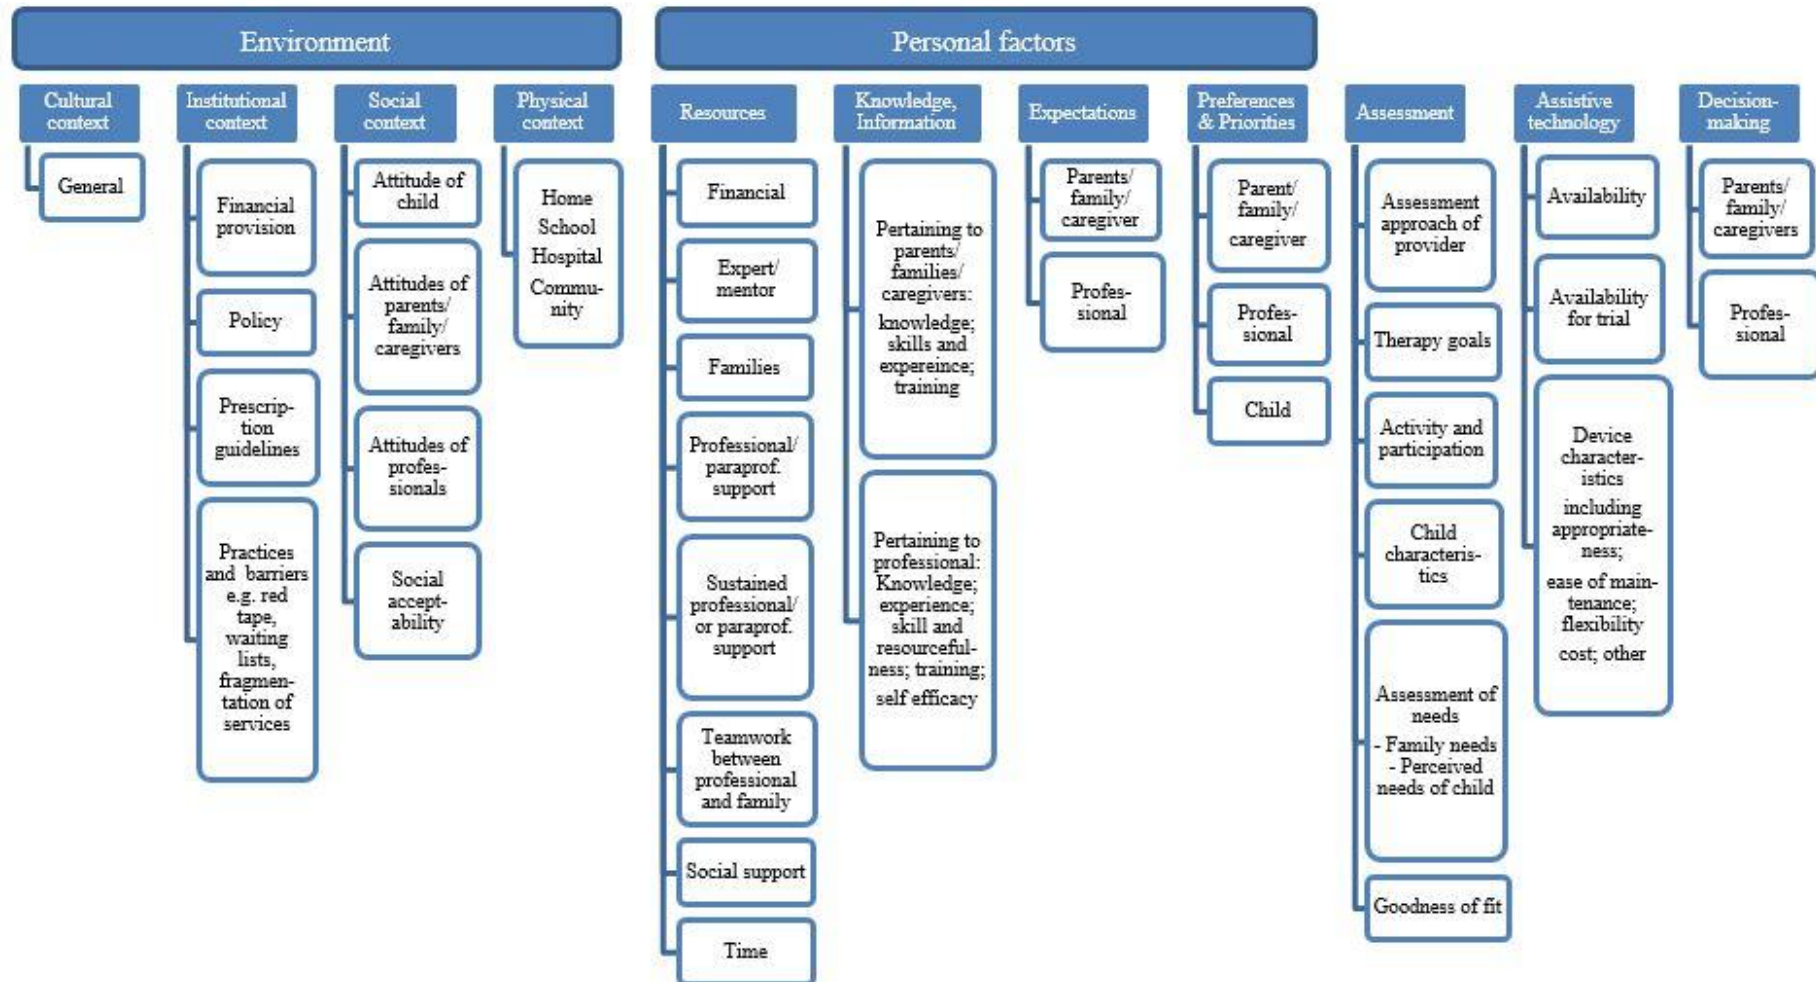 Environment
Cultural
context
General
Institutional
context
Financial
provision
Policy
Prescrip-
tion
guidelines
Practices
and barriers
e.g. red
tape,
waiting
lists,
fragmen-
tation of
services
Social
context
Attitude of
child
Attitudes of
parents/
family/
caregivers
Attitudes of
profes-
sionals
Social
accept-
ability
Physical
context
Home
School
Hospital
Commu-
nity
Personal factors
Resources
Financial
Expert/
mentor
Families
Professional/
paraprof.
support
Sustained
professional/
or paraprof.
support
Teamwork
between
professional
and family
Social support
Time
Knowledge,
Information
Pertaining to
parents/
families/
caregivers:
knowledge;
skills and
expereince;
training
Pertaining to
professional:
Knowledge;
experience;
skill and
resourceful-
ness; training;
self efficacy
Expectations
Parents/
family/
caregiver
Profes-
sional
Preferences
& Priorities
Parent/
family/
caregiver
Profes-
sional
Child
Assessment
Assessment
approach of
provider
Therapy goals
Activity and
participation
Child
characteris-
tics
Assessment of
needs
- Family needs
- Perceived
needs of child
Goodness of fit
Assistive
technology
Availability
Availability
for trial
Device
character-
istics
including
appropriate-
ness;
ease of main-
tenance;
flexibility
cost; other
Decision-
making
Parents/
family/
caregivers
Profes-
sional